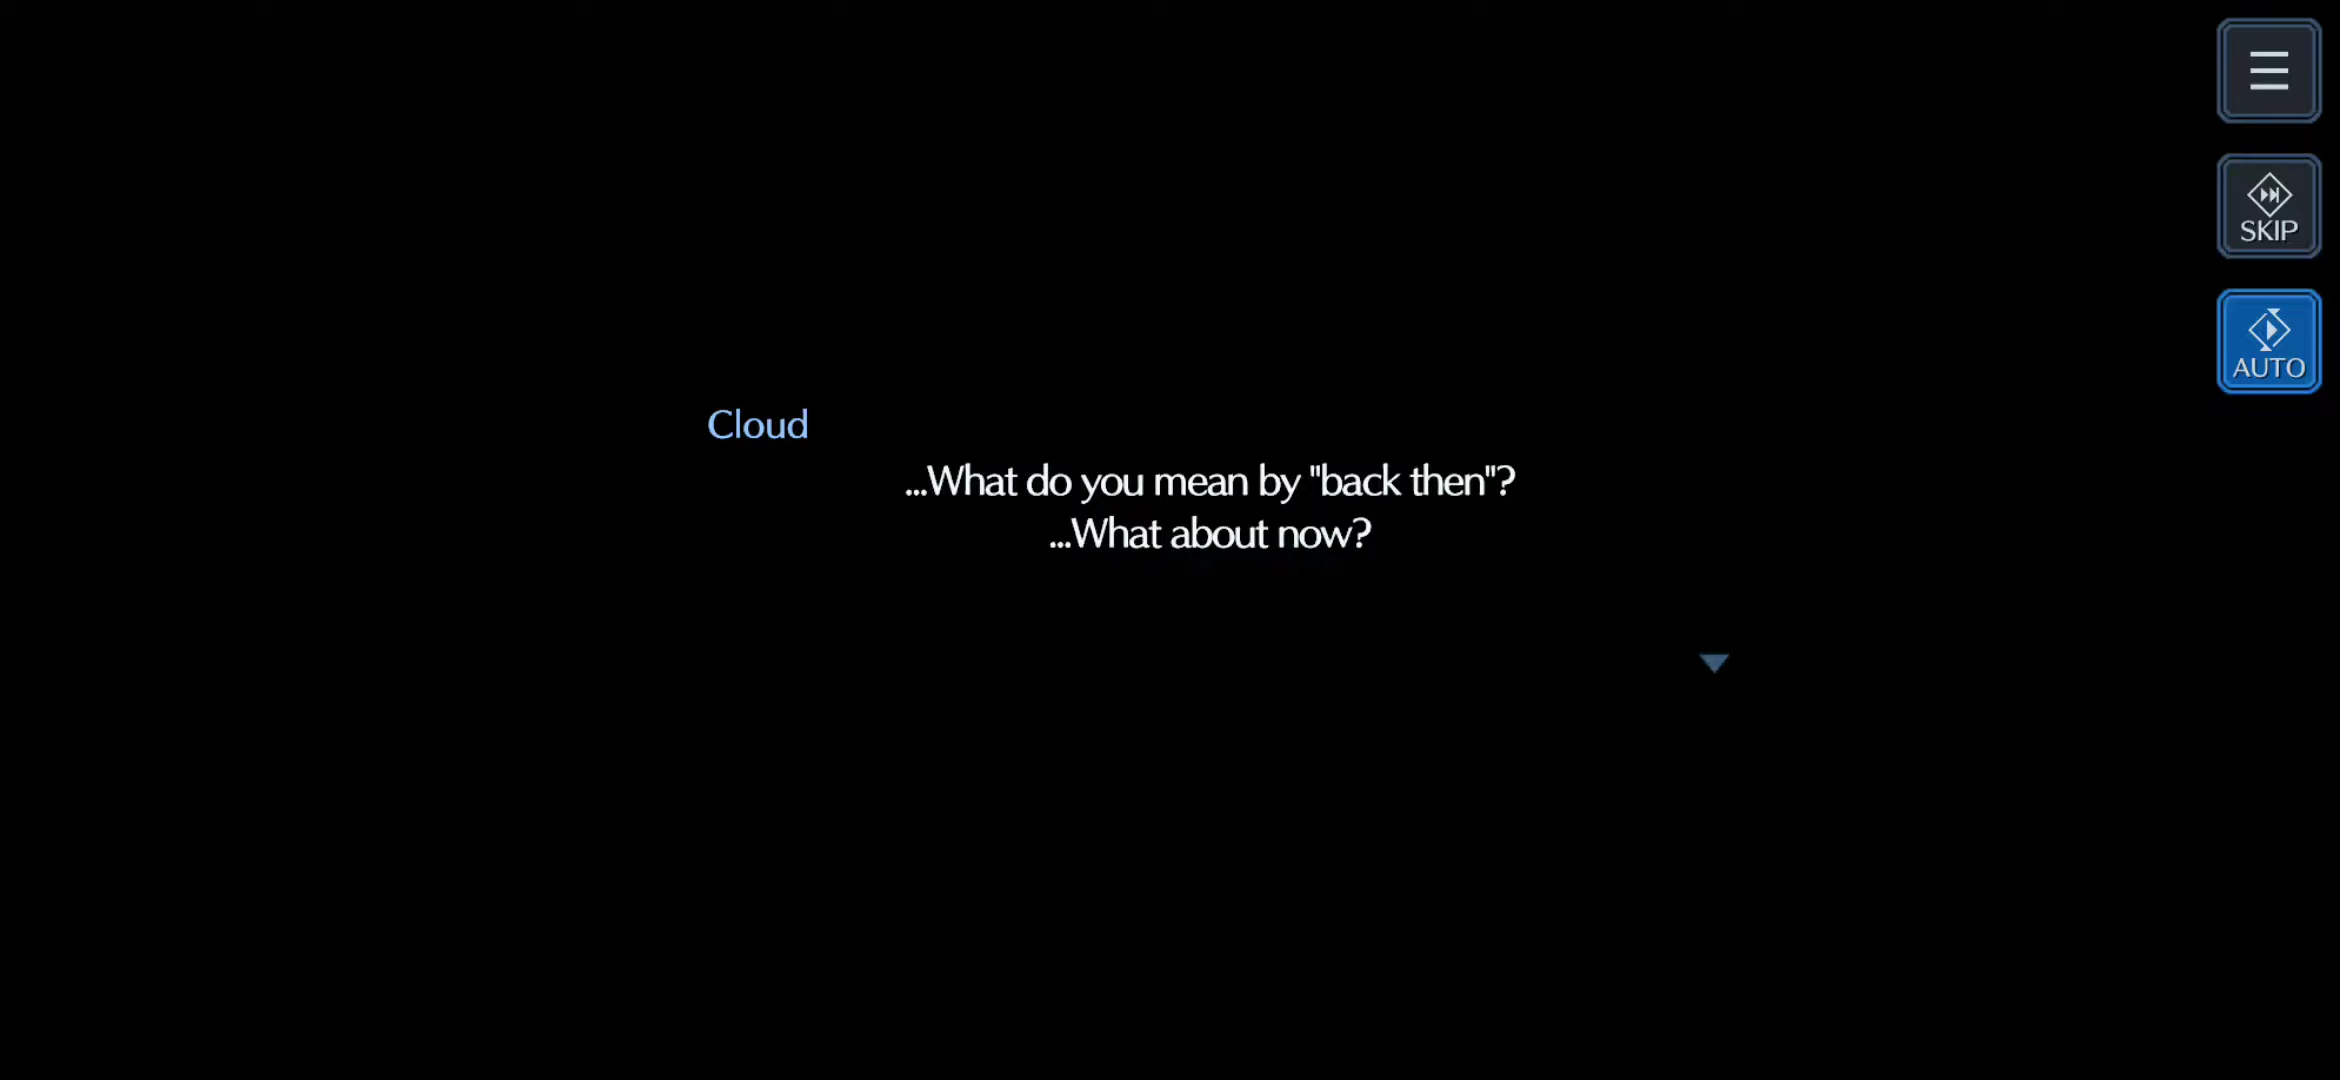 Cloud
...What do you mean by "back then"?
...What about now?
SKIP
AUTO